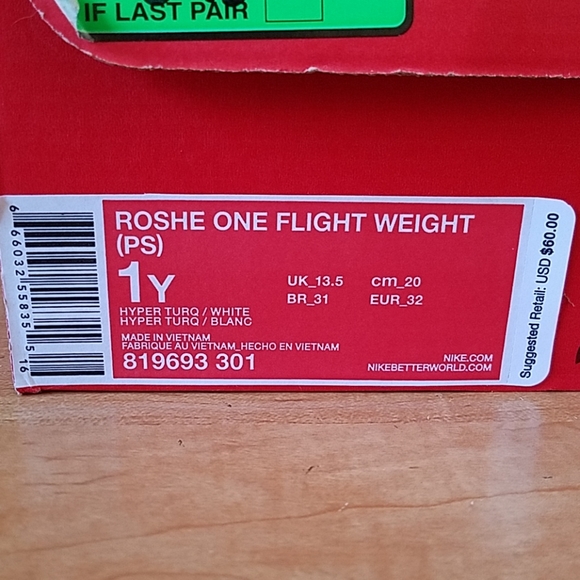 IF LAST PAIR
ROSHE ONE FLIGHT WEIGHT
(PS)
1Y
UK_13.5 cm_20
BR_31 EUR_32
HYPER TURQ / WHITE
HYPER TURQ / BLANC
MADE IN VIETNAM
FABRIQUE AU VIETNAM_HECHO EN VIETNAM
819693 301
NIKE.COM
NIKEBETTERWORLD.COM
Suggested Retail: USD $60.00
6 66032 55835 5 16